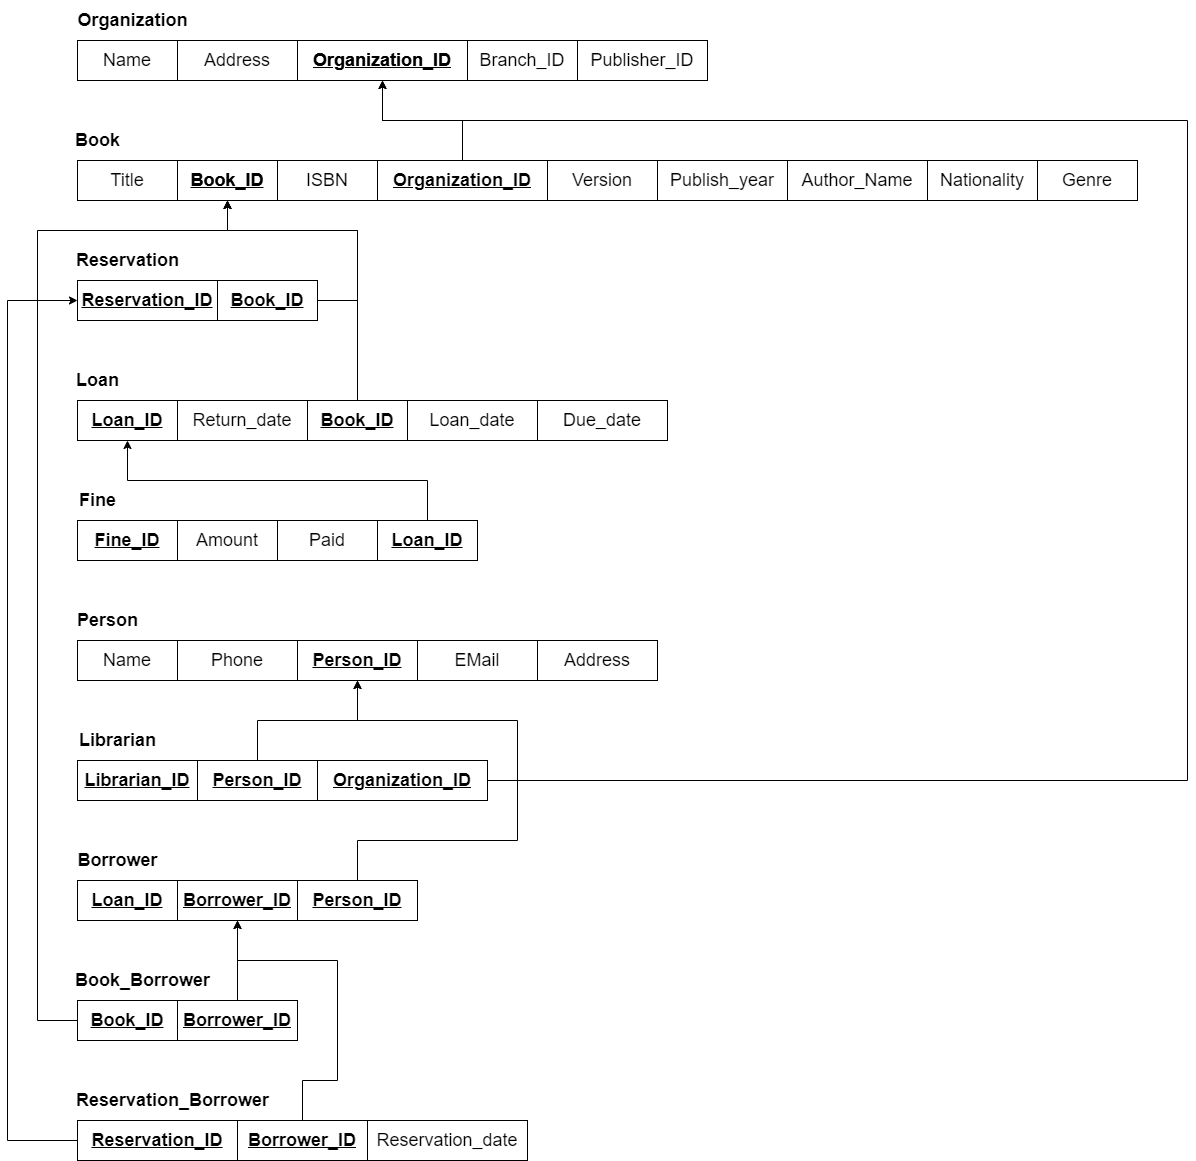 Organization
Name Address Organization_ID Branch_ID Publisher_ID
Book
Title Book_ID ISBN Organization_ID Version Publish_year Author_Name Nationality Genre
Reservation
Reservation_ID Book_ID
Loan
Loan_ID Return_date Book_ID Loan_date Due_date
Fine
Fine_ID Amount Paid Loan_ID
Person
Name Phone Person_ID EMail Address
Librarian
Librarian_ID Person_ID Organization_ID
Borrower
Loan_ID Borrower_ID Person_ID
Book_Borrower
Book_ID Borrower_ID
Reservation_Borrower
Reservation_ID Borrower_ID Reservation_date